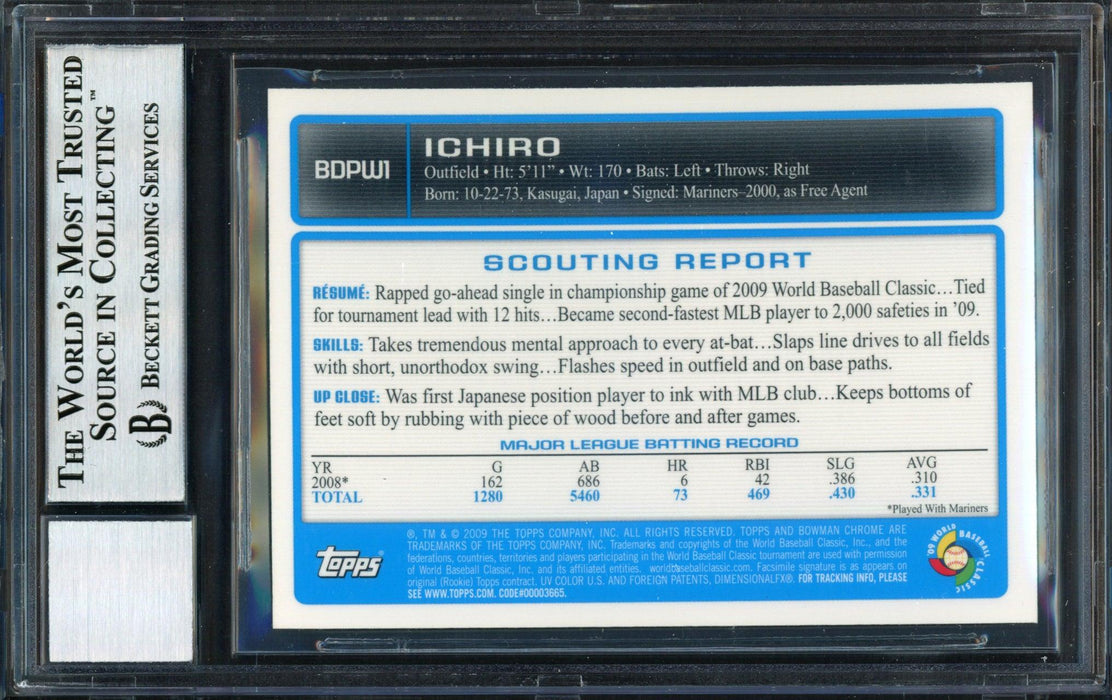 THE WORLD'S MOST TRUSTED
SOURCE IN COLLECTING™
BECKETT GRADING SERVICES
B
BDPW1
ICHIRO
Outfield • Ht: 5'11" • Wt: 170 • Bats: Left • Throws: Right
Born: 10-22-73, Kasugai, Japan • Signed: Mariners–2000, as Free Agent
SCOUTING REPORT
RÉSUMÉ: Rapped go-ahead single in championship game of 2009 World Baseball Classic...Tied
for tournament lead with 12 hits...Became second-fastest MLB player to 2,000 safeties in '09.
SKILLS: Takes tremendous mental approach to every at-bat...Slaps line drives to all fields
with short, unorthodox swing...Flashes speed in outfield and on base paths.
UP CLOSE: Was first Japanese position player to ink with MLB club...Keeps bottoms of
feet soft by rubbing with piece of wood before and after games.
MAJOR LEAGUE BATTING RECORD
YR G AB HR RBI SLG AVG
2008* 162 686 6 42 .386 .310
TOTAL 1280 5460 73 469 .430 .331
*Played With Mariners
®, TM & © 2009 THE TOPPS COMPANY, INC. ALL RIGHTS RESERVED. TOPPS AND BOWMAN CHROME ARE
TRADEMARKS OF THE TOPPS COMPANY, INC. Trademarks and copyrights of the World Baseball Classic, Inc., and the
federations, countries, territories and players participating in the World Baseball Classic tournament are used with permission
of World Baseball Classic, Inc. and its affiliated entities. worldbaseballclassic.com. Facsimile signature is as appears on
original (Rookie) Topps contract. UV COLOR U.S. AND FOREIGN PATENTS, DIMENSIONALFX®. FOR TRACKING INFO, PLEASE
SEE WWW.TOPPS.COM. CODE#00003665.
topps®
'09 WORLD BASEBALL CLASSIC